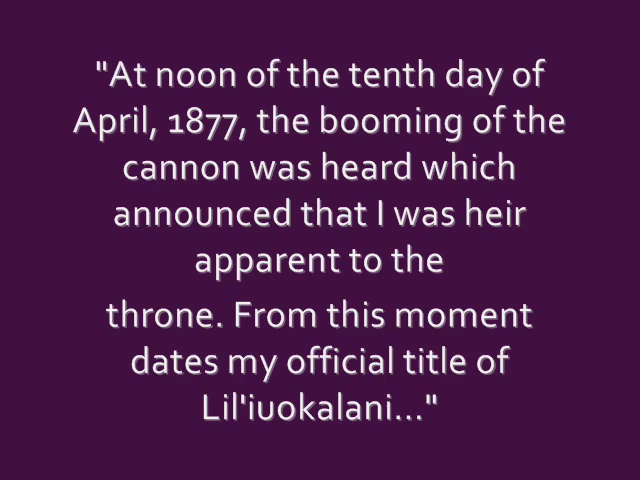 "At noon of the tenth day of
April, 1877, the booming of the
cannon was heard which
announced that I was heir
apparent to the
throne. From this moment
dates my official title of
Lil'iuokalani..."